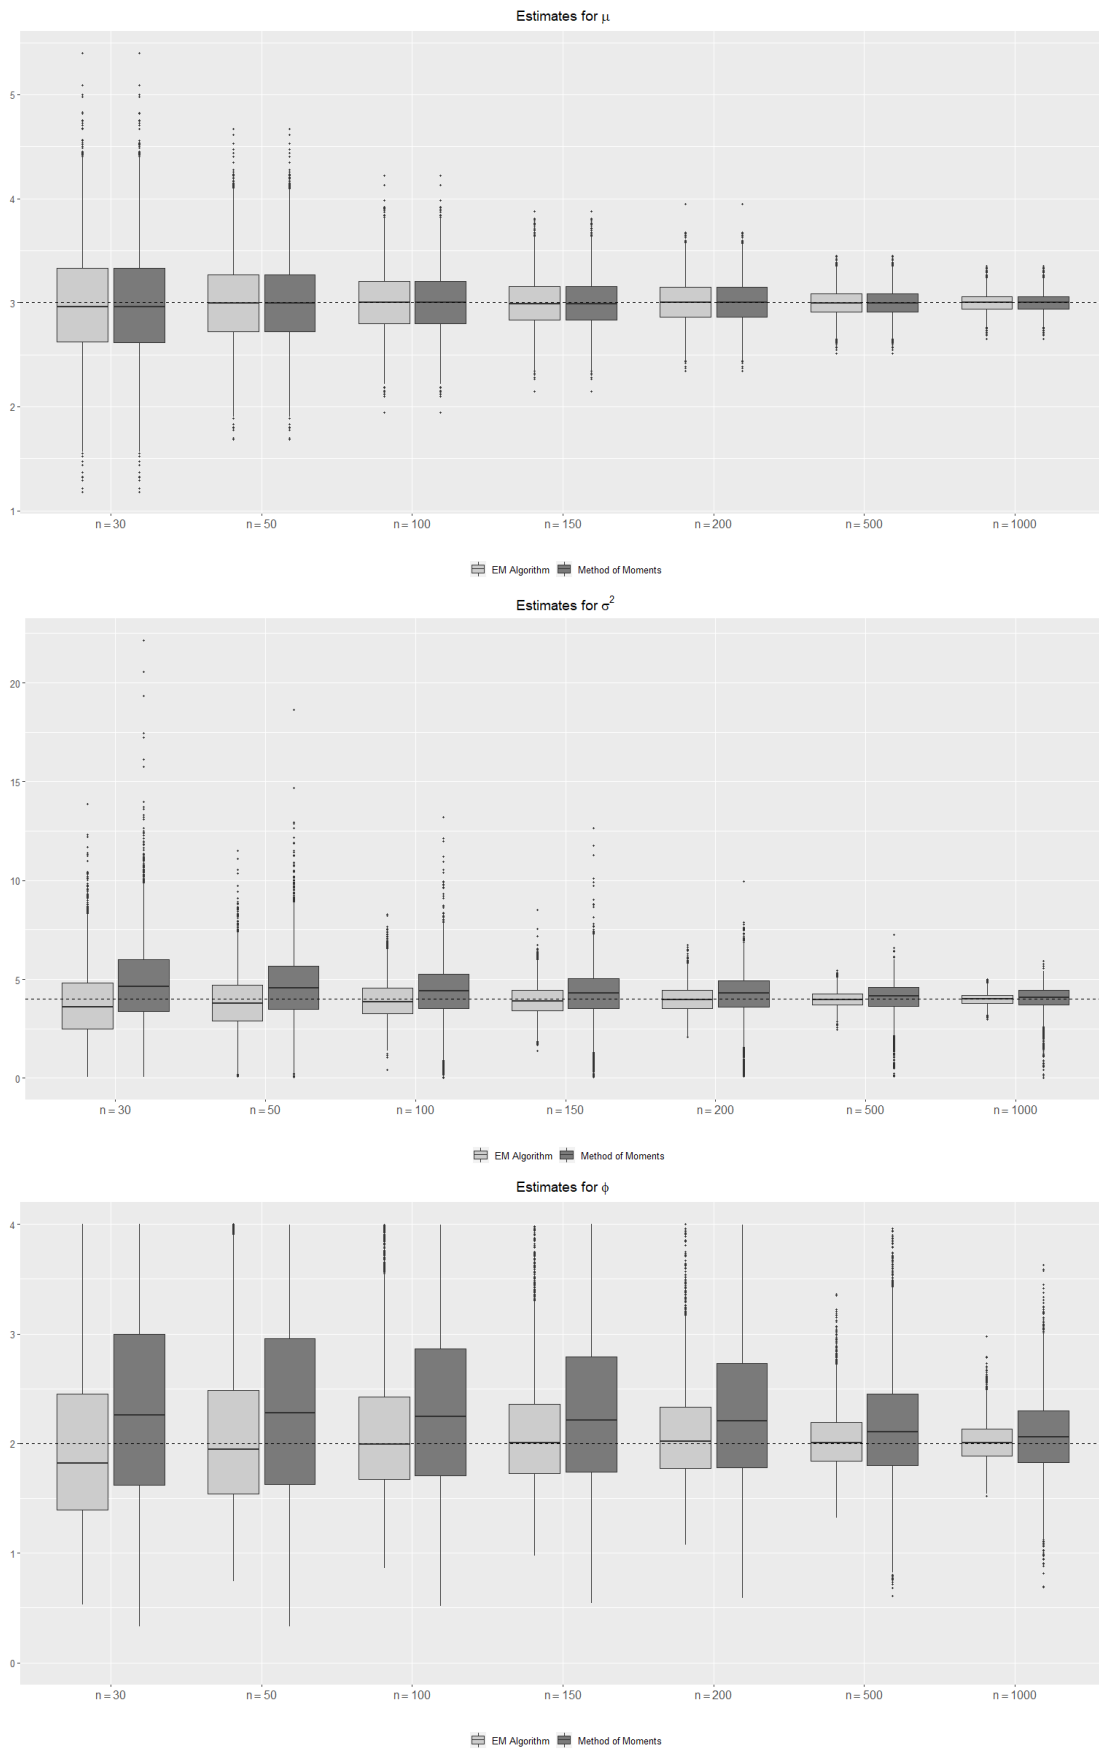 Estimates for μ
5
4
3
2
1
n = 30 n = 50 n = 100 n = 150 n = 200 n = 500 n = 1000
EM Algorithm Method of Moments
Estimates for σ²
20
15
10
5
0
n = 30 n = 50 n = 100 n = 150 n = 200 n = 500 n = 1000
EM Algorithm Method of Moments
Estimates for ϕ
4
3
2
1
0
n = 30 n = 50 n = 100 n = 150 n = 200 n = 500 n = 1000
EM Algorithm Method of Moments